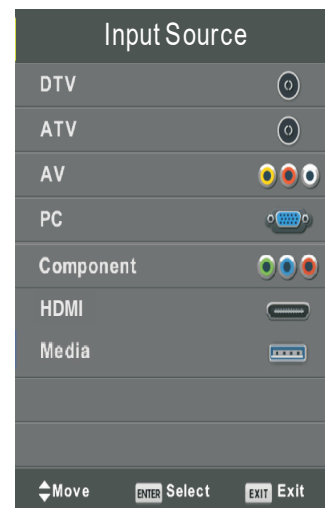 Input Source
DTV
ATV
AV
PC
Component
HDMI
Media
Move ENTER Select EXIT Exit